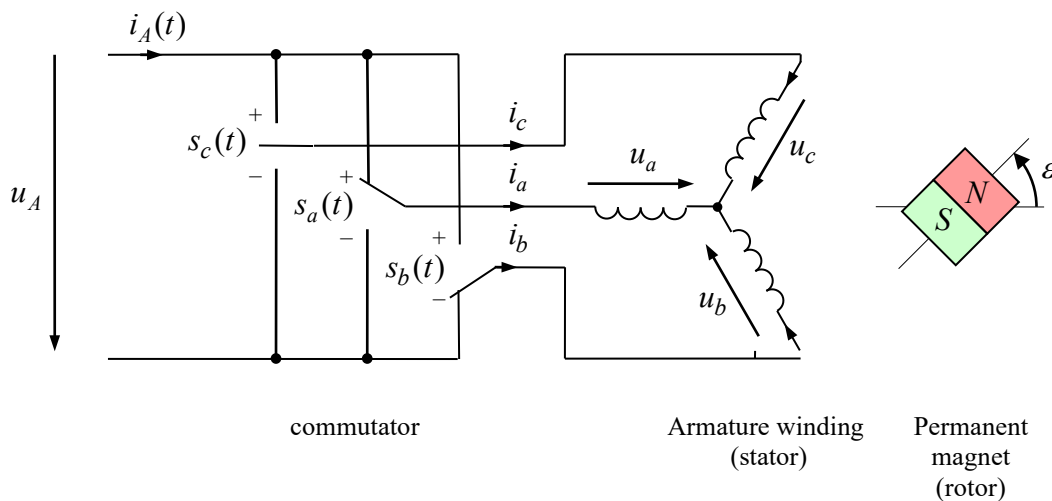 i_A(t)
u_A
+
s_c(t)
−
+
s_a(t)
−
+
s_b(t)
−
i_c
i_a
i_b
u_a
u_c
u_b
N
S
ε
commutator
Armature winding
(stator)
Permanent
magnet
(rotor)